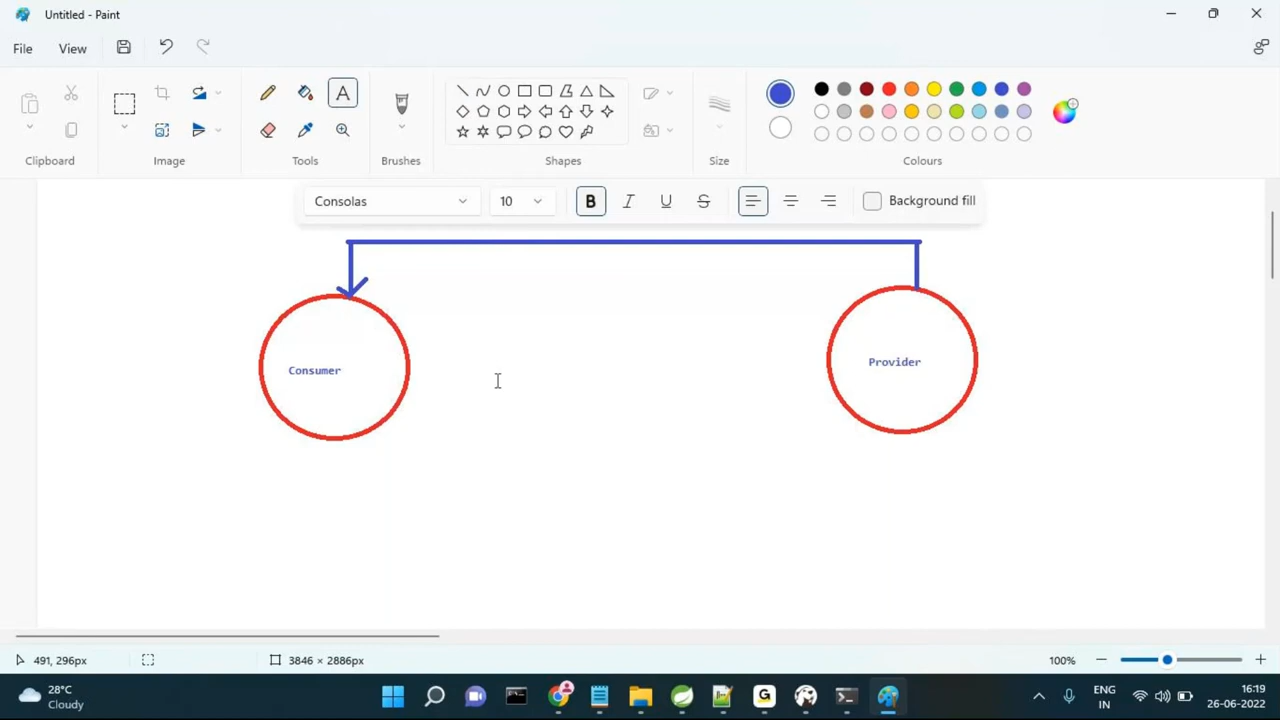 Untitled - Paint
File View
Clipboard Image Tools Brushes Shapes Size Colours
Consolas 10 B I U S Background fill
Consumer
Provider
491, 296px 3846 × 2886px 100%
28°C
Cloudy
ENG
IN
16:19
26-06-2022